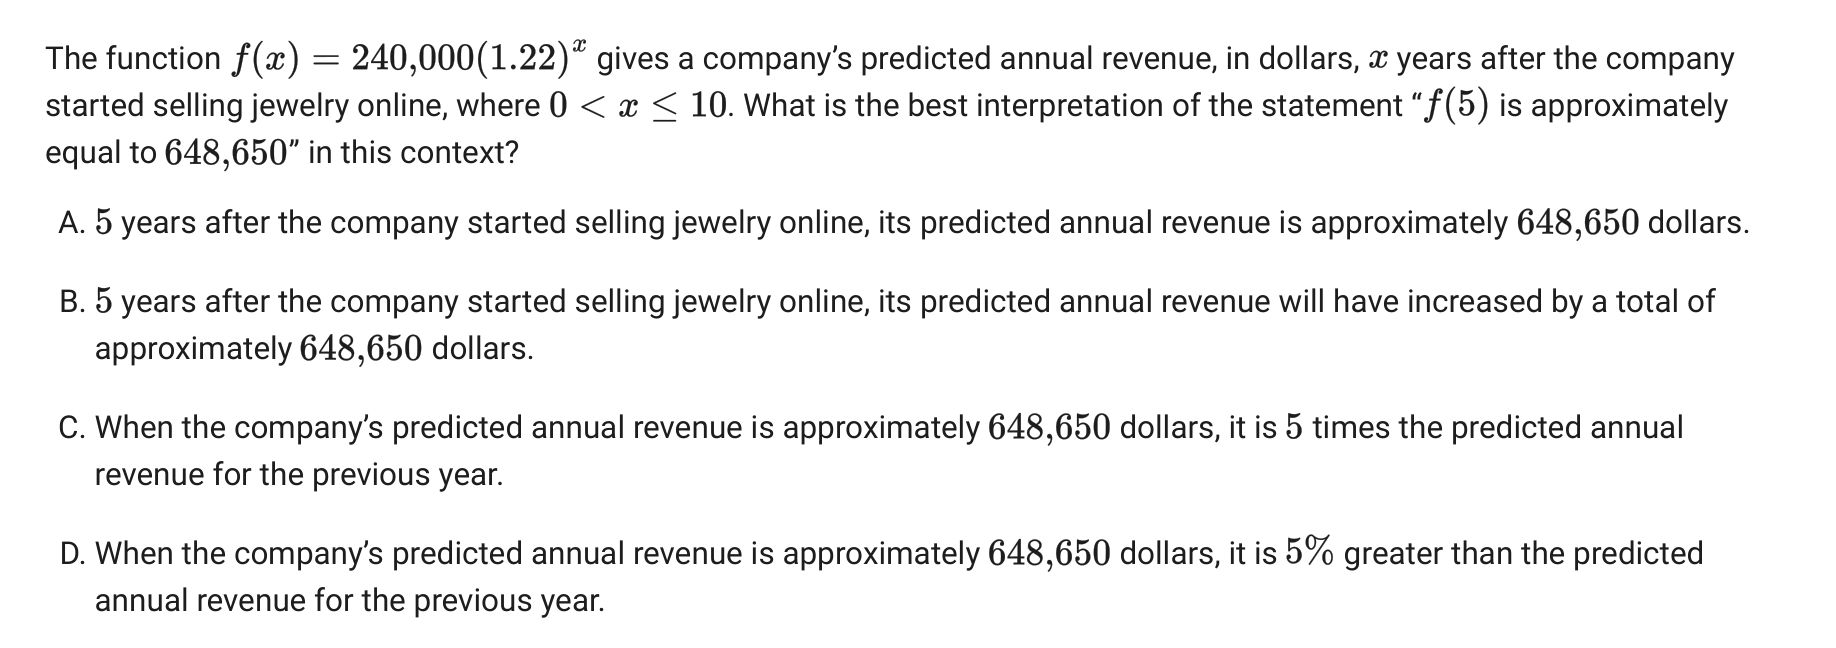 The function f(x) = 240,000(1.22)^x gives a company's predicted annual revenue, in dollars, x years after the company
started selling jewelry online, where 0 < x ≤ 10. What is the best interpretation of the statement “f(5) is approximately
equal to 648,650” in this context?
A. 5 years after the company started selling jewelry online, its predicted annual revenue is approximately 648,650 dollars.
B. 5 years after the company started selling jewelry online, its predicted annual revenue will have increased by a total of
approximately 648,650 dollars.
C. When the company's predicted annual revenue is approximately 648,650 dollars, it is 5 times the predicted annual
revenue for the previous year.
D. When the company's predicted annual revenue is approximately 648,650 dollars, it is 5% greater than the predicted
annual revenue for the previous year.